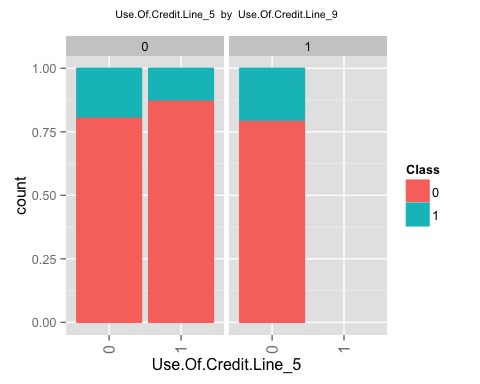 Use.Of.Credit.Line_5 by Use.Of.Credit.Line_9
0 1
1.00
0.75
0.50
0.25
0.00
count
0 1 0 1
Use.Of.Credit.Line_5
Class
0
1